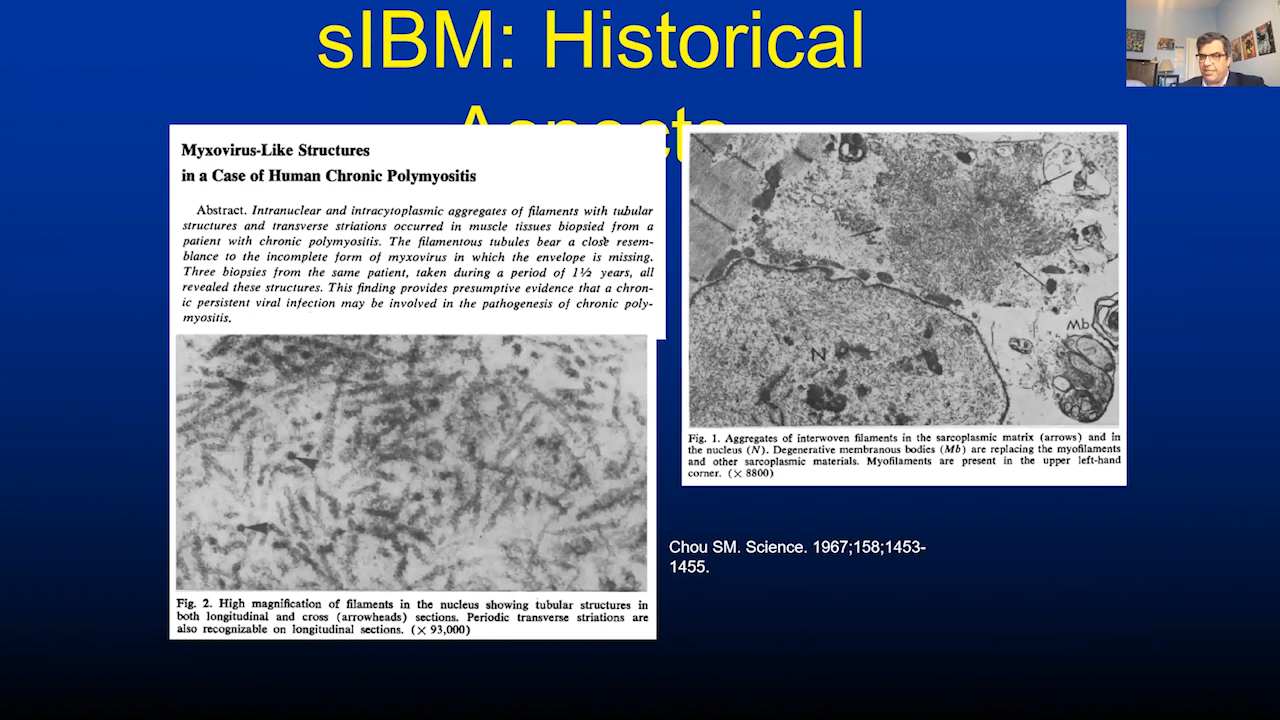 sIBM: Historical
Aspects
Myxovirus-Like Structures
in a Case of Human Chronic Polymyositis
Abstract. Intranuclear and intracytoplasmic aggregates of filaments with tubular
structures and transverse striations occurred in muscle tissues biopsied from a
patient with chronic polymyositis. The filamentous tubules bear a close resem-
blance to the incomplete form of myxovirus in which the envelope is missing.
Three biopsies from the same patient, taken during a period of 1½ years, all
revealed these structures. This finding provides presumptive evidence that a chron-
ic persistent viral infection may be involved in the pathogenesis of chronic poly-
myositis.
Fig. 2. High magnification of filaments in the nucleus showing tubular structures in
both longitudinal and cross (arrowheads) sections. Periodic transverse striations are
also recognizable on longitudinal sections. (× 93,000)
N
Mb
Fig. 1. Aggregates of interwoven filaments in the sarcoplasmic matrix (arrows) and in
the nucleus (N). Degenerative membranous bodies (Mb) are replacing the myofilaments
and other sarcoplasmic materials. Myofilaments are present in the upper left-hand
corner. (× 8800)
Chou SM. Science. 1967;158;1453-
1455.